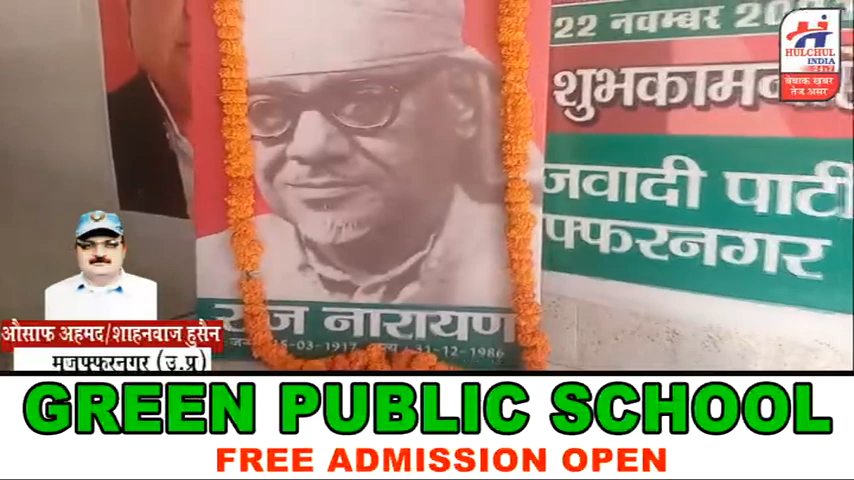 22 नवम्बर
HULCHUL
INDIA
बेबाक खबर
तेज असर
शुभकामना
जवादी पार्टी
फ्फरनगर
राज नारायण
औसाफ अहमद/शाहनवाज हुसैन
मुजफ्फरनगर (उ.प्र)
GREEN PUBLIC SCHOOL
FREE ADMISSION OPEN